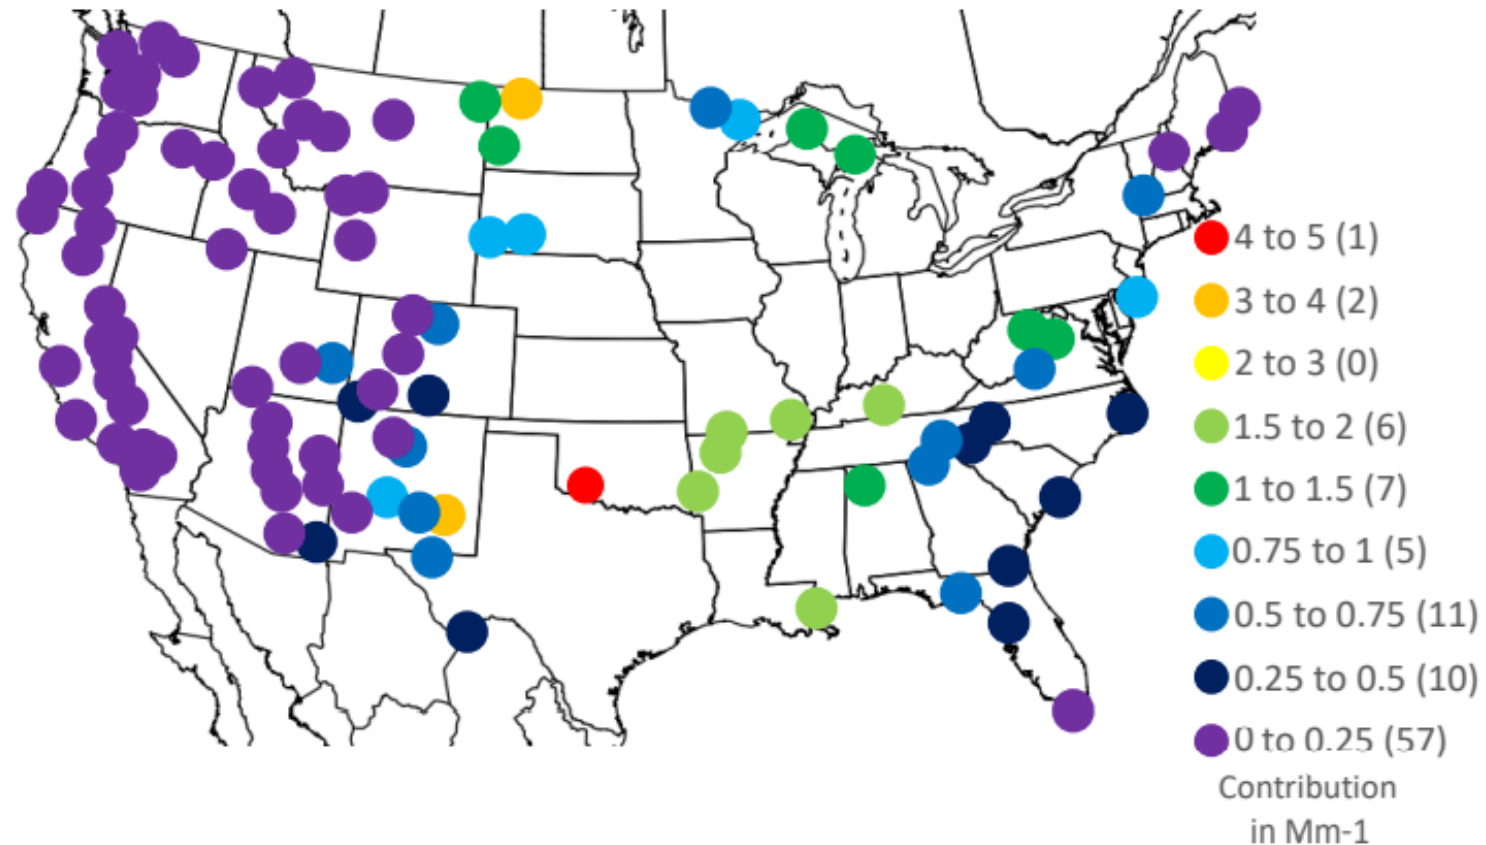 4 to 5 (1)
3 to 4 (2)
2 to 3 (0)
1.5 to 2 (6)
1 to 1.5 (7)
0.75 to 1 (5)
0.5 to 0.75 (11)
0.25 to 0.5 (10)
0 to 0.25 (57)
Contribution
in Mm-1